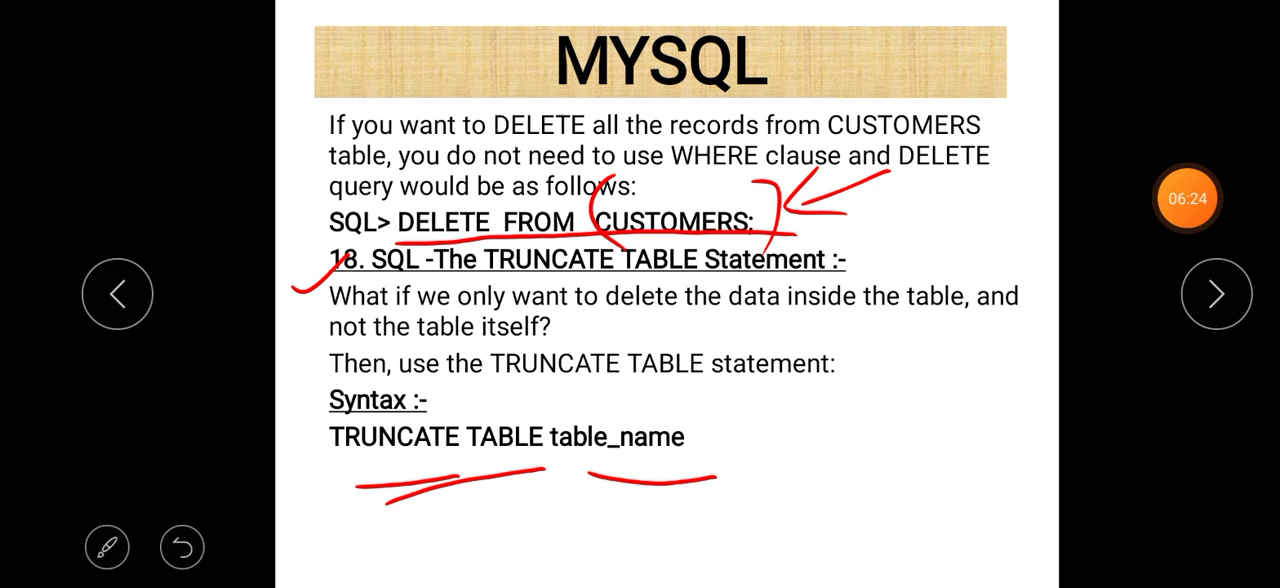 MYSQL
If you want to DELETE all the records from CUSTOMERS
table, you do not need to use WHERE clause and DELETE
query would be as follows:
SQL> DELETE FROM CUSTOMERS;
18. SQL -The TRUNCATE TABLE Statement :-
What if we only want to delete the data inside the table, and
not the table itself?
Then, use the TRUNCATE TABLE statement:
Syntax :-
TRUNCATE TABLE table_name
06:24